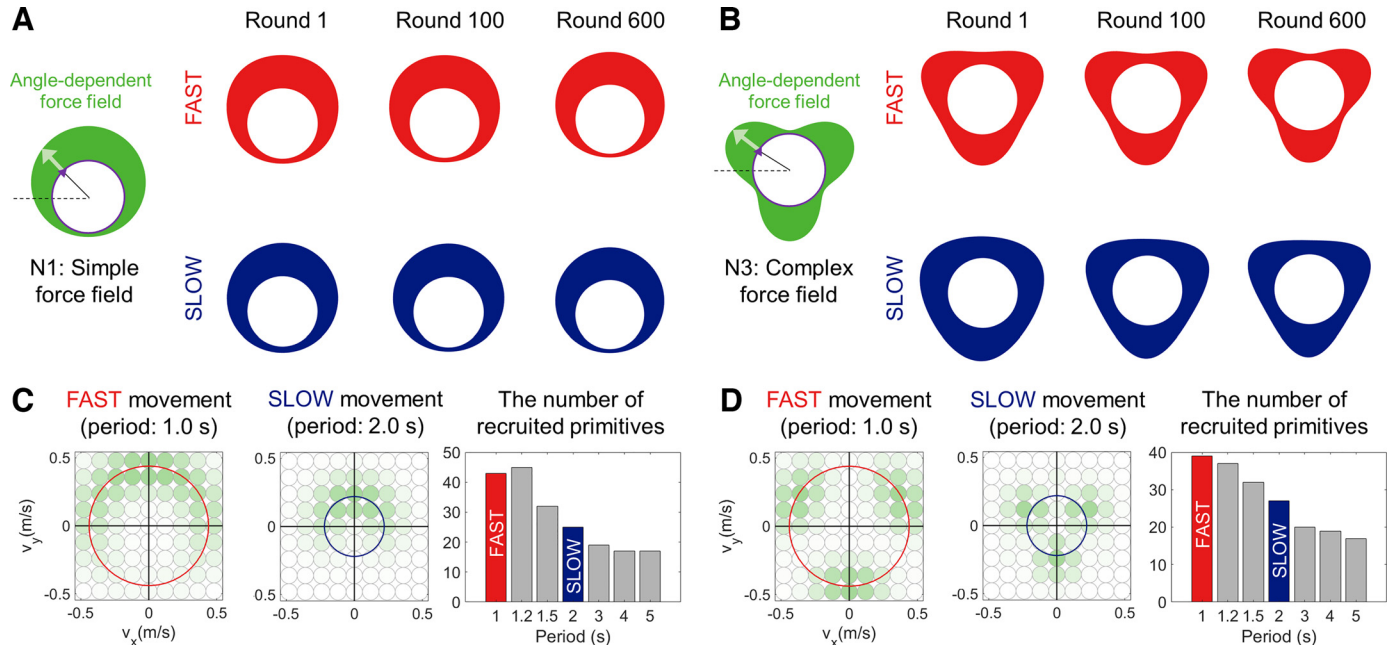 A
Round 1
Round 100
Round 600
Angle-dependent
force field
FAST
SLOW
N1: Simple
force field
B
Round 1
Round 100
Round 600
Angle-dependent
force field
FAST
SLOW
N3: Complex
force field
C
FAST movement
(period: 1.0 s)
0.5
0
-0.5
v_y(m/s)
-0.5
0
0.5
v_x(m/s)
SLOW movement
(period: 2.0 s)
0.5
0
-0.5
-0.5
0
0.5
The number of
recruited primitives
50
40
30
20
10
0
FAST
SLOW
1
1.2
1.5
2
3
4
5
Period (s)
D
FAST movement
(period: 1.0 s)
0.5
0
-0.5
v_y(m/s)
-0.5
0
0.5
v_x(m/s)
SLOW movement
(period: 2.0 s)
0.5
0
-0.5
-0.5
0
0.5
The number of
recruited primitives
40
30
20
10
0
FAST
SLOW
1
1.2
1.5
2
3
4
5
Period (s)